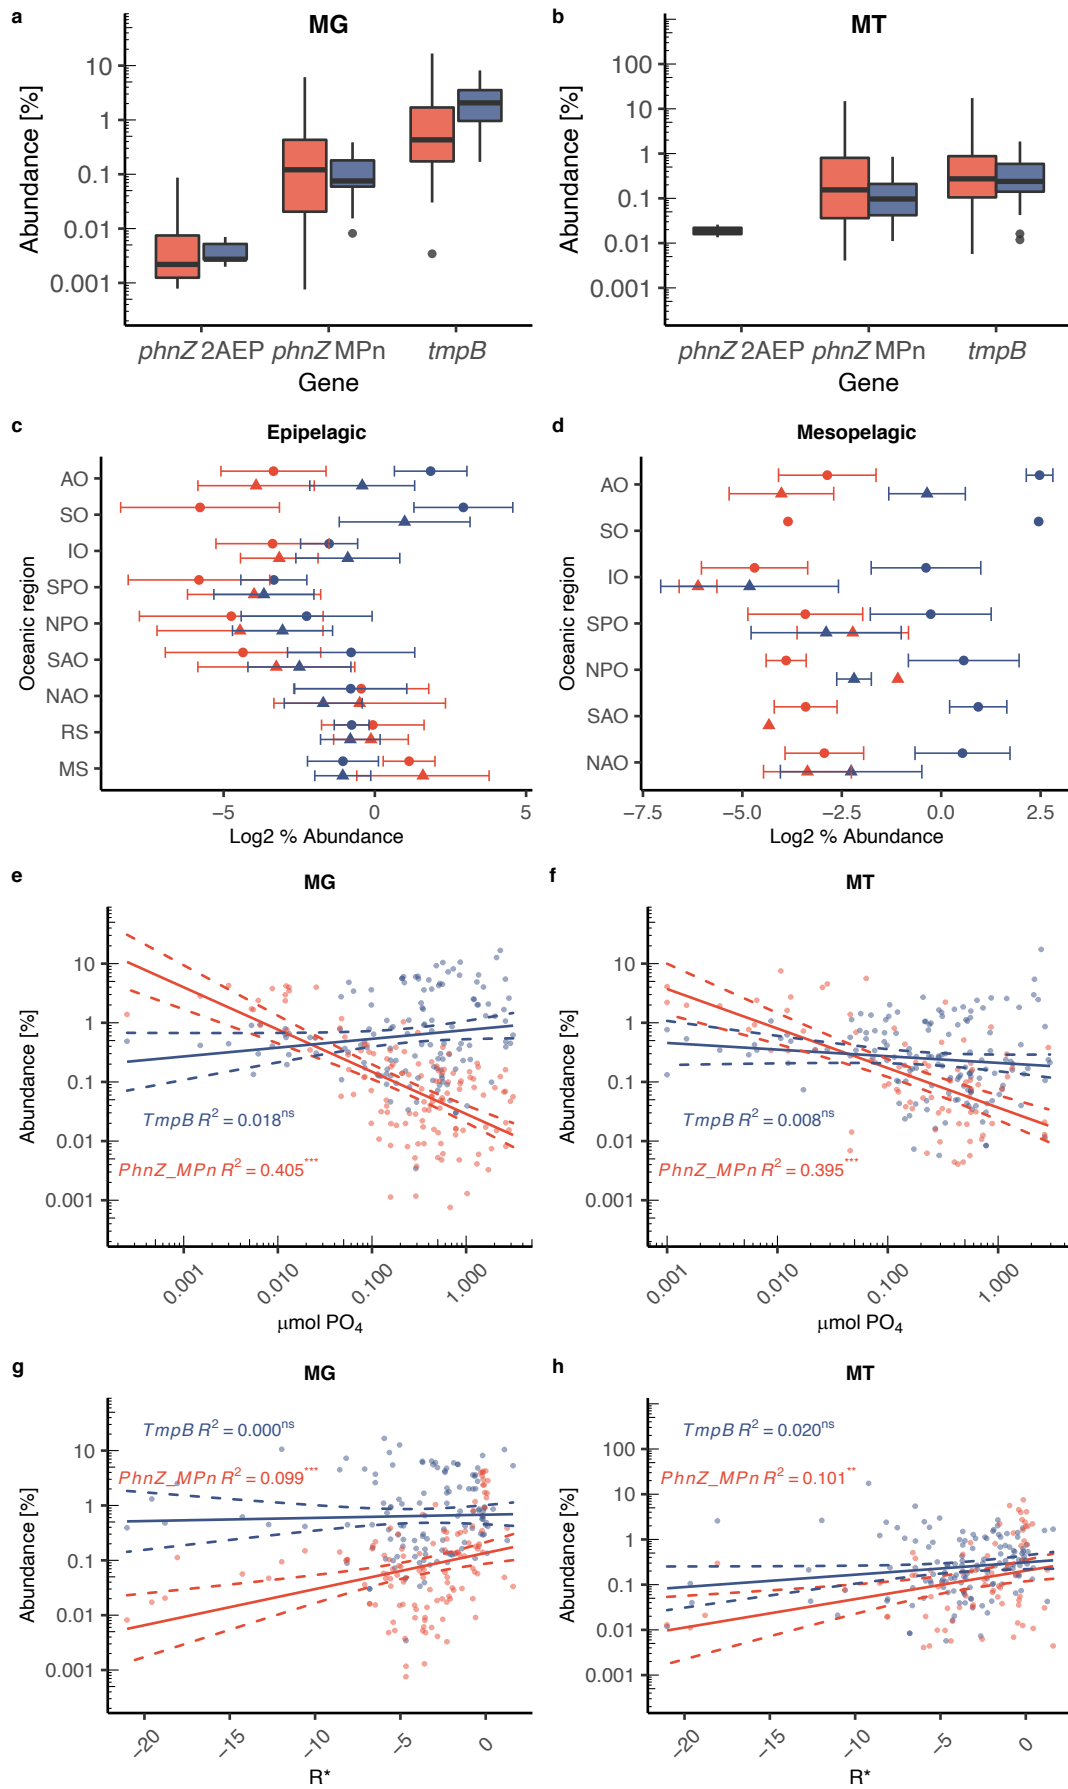 a
MG
Abundance [%]
10
1
0.1
0.01
0.001
phnZ 2AEP
phnZ MPn
tmpB
Gene
b
MT
Abundance [%]
100
10
1
0.1
0.01
0.001
phnZ 2AEP
phnZ MPn
tmpB
Gene
c
Epipelagic
Oceanic region
AO
SO
IO
SPO
NPO
SAO
NAO
RS
MS
−5
0
5
Log2 % Abundance
d
Mesopelagic
Oceanic region
AO
SO
IO
SPO
NPO
SAO
NAO
−7.5
−5.0
−2.5
0.0
2.5
Log2 % Abundance
e
MG
Abundance [%]
10
1
0.1
0.01
0.001
TmpB R² = 0.018ⁿˢ
PhnZ_MPn R² = 0.405***
0.001
0.010
0.100
1.000
μmol PO₄
f
MT
Abundance [%]
10
1
0.1
0.01
0.001
TmpB R² = 0.008ⁿˢ
PhnZ_MPn R² = 0.395***
0.001
0.010
0.100
1.000
μmol PO₄
g
MG
Abundance [%]
10
1
0.1
0.01
0.001
TmpB R² = 0.000ⁿˢ
PhnZ_MPn R² = 0.099***
−20
−15
−10
−5
0
R*
h
MT
Abundance [%]
100
10
1
0.1
0.01
0.001
TmpB R² = 0.020ⁿˢ
PhnZ_MPn R² = 0.101**
−20
−15
−10
−5
0
R*